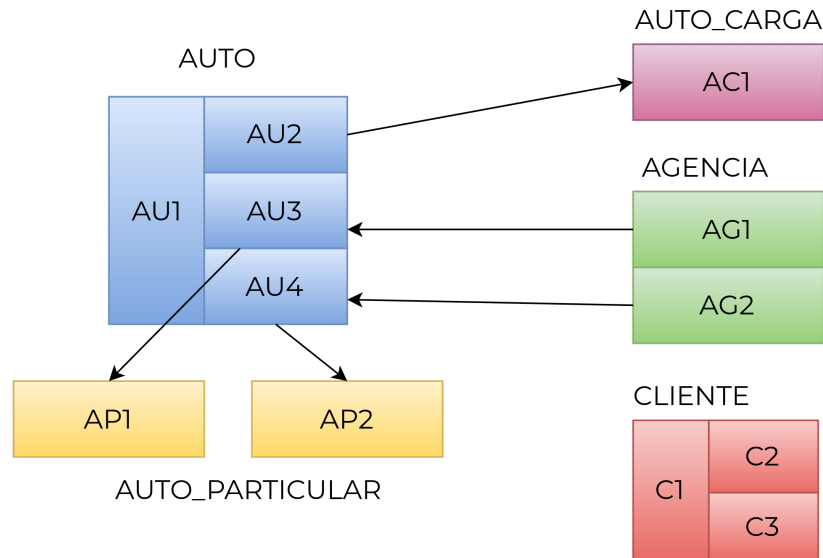 AUTO
AU1
AU2
AU3
AU4
AUTO_CARGA
AC1
AGENCIA
AG1
AG2
AP1
AP2
AUTO_PARTICULAR
CLIENTE
C1
C2
C3